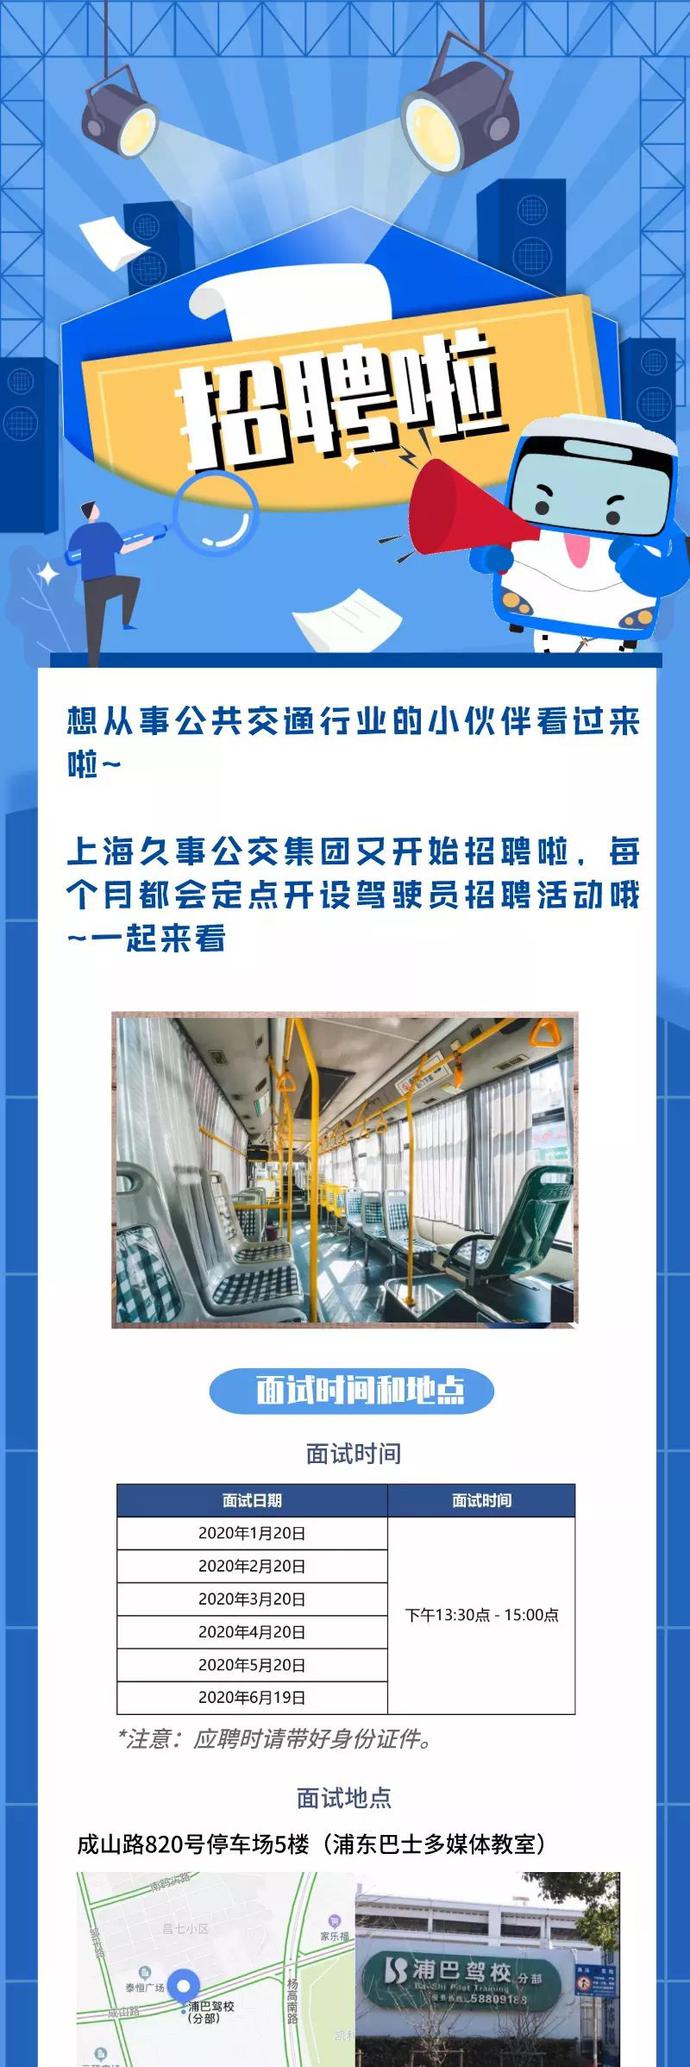 招聘啦
想从事公共交通行业的小伙伴看过来
啦~
上海久事公交集团又开始招聘啦，每
个月都会定点开设驾驶员招聘活动哦
~一起来看
面试时间和地点
面试时间
面试日期 面试时间
2020年1月20日
2020年2月20日
2020年3月20日
下午13:30点 - 15:00点
2020年4月20日
2020年5月20日
2020年6月19日
*注意：应聘时请带好身份证件。
面试地点
成山路820号停车场5楼（浦东巴士多媒体教室）
昌七小区
家乐福
泰恒广场
杨高南路
成山路
浦巴驾校
(分部)
浦巴驾校 分部
Ba-Shi Pilot Training
58809188